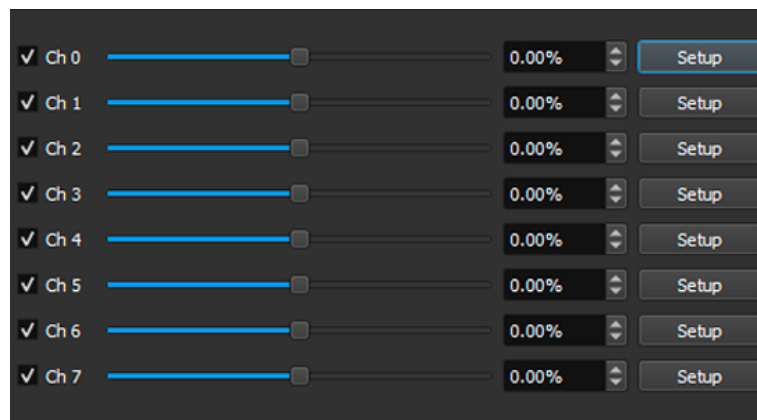 Ch 0 0.00% Setup
Ch 1 0.00% Setup
Ch 2 0.00% Setup
Ch 3 0.00% Setup
Ch 4 0.00% Setup
Ch 5 0.00% Setup
Ch 6 0.00% Setup
Ch 7 0.00% Setup